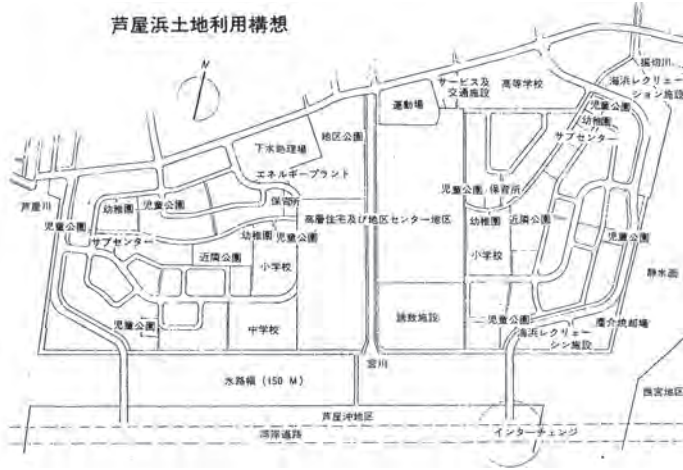 芦屋浜土地利用構想
N
堀切川
海浜レクリエー
ション施設
サービス及
交通施設
高等学校
運動場
児童公園
幼稚園
サブセンター
地区公園
下水処理場
エネルギープラント
芦屋川
幼稚園
児童公園
保育所
児童公園
保育所
児童公園
サブセンター
高層住宅及び地区センター地区
幼稚園
児童公園
幼稚園
近隣公園
児童公園
近隣公園
小学校
小学校
静水面
誘致施設
児童公園
中学校
児童公園
海浜レクリエー
ション施設
塵介焼却場
宮川
水路幅 (150 M)
西宮地区
芦屋沖地区
湾岸道路
インターチェンジ